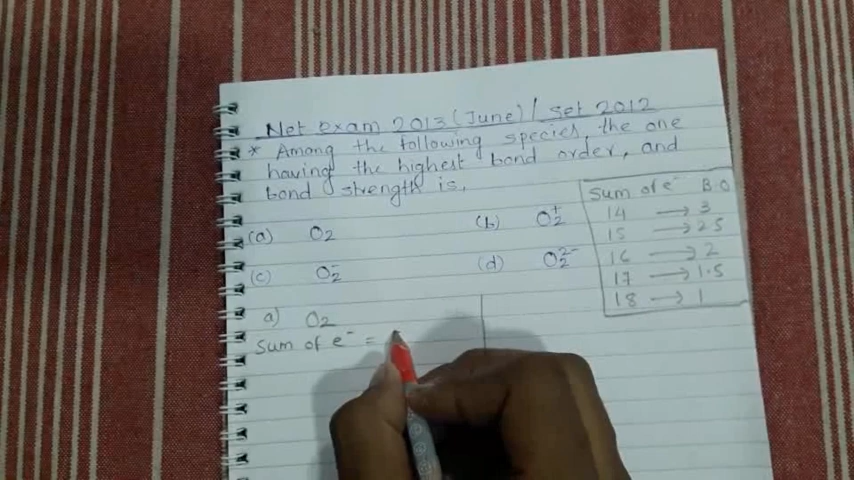 Net exam 2013 (June) / Set 2012
* Among the following species, the one
having the highest bond order, and
bond strength is,
(a) O₂ (b) O₂⁺
(c) O₂⁻ (d) O₂²⁻
Sum of e⁻ B.O
14 → 3
15 → 2.5
16 → 2
17 → 1.5
18 → 1
a) O₂
Sum of e⁻ =